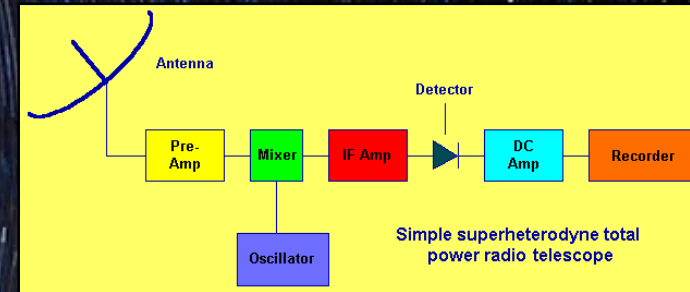 Antenna
Detector
Pre-
Amp
Mixer
IF Amp
DC
Amp
Recorder
Oscillator
Simple superheterodyne total
power radio telescope